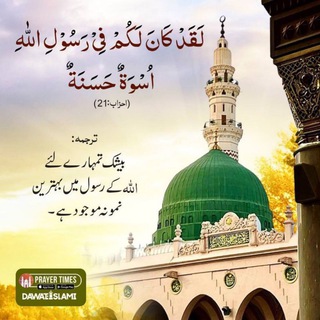 لَقَدْ كَانَ لَكُمْ فِیْ رَسُوْلِ اللّٰهِ
اُسْوَةٌ حَسَنَةٌ
(احزاب:21)
ترجمہ:
بیشک تمہارے لئے
اللہ کے رسول میں بہترین
نمونہ موجود ہے۔
PRAYER TIMES
DAWATEISLAMI